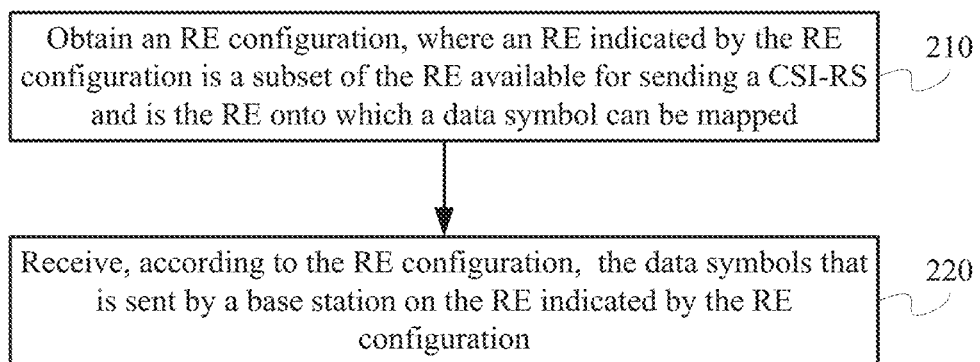 Obtain an RE configuration, where an RE indicated by the RE
configuration is a subset of the RE available for sending a CSI-RS
and is the RE onto which a data symbol can be mapped
210
Receive, according to the RE configuration, the data symbols that
is sent by a base station on the RE indicated by the RE
configuration
220